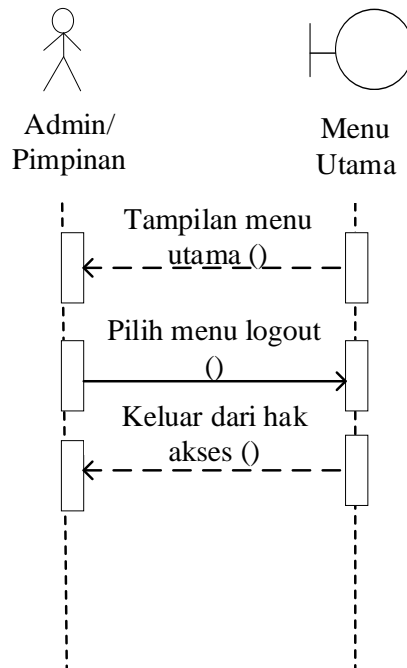 Admin/
Pimpinan
Menu
Utama
Tampilan menu
utama ()
Pilih menu logout
()
Keluar dari hak
akses ()